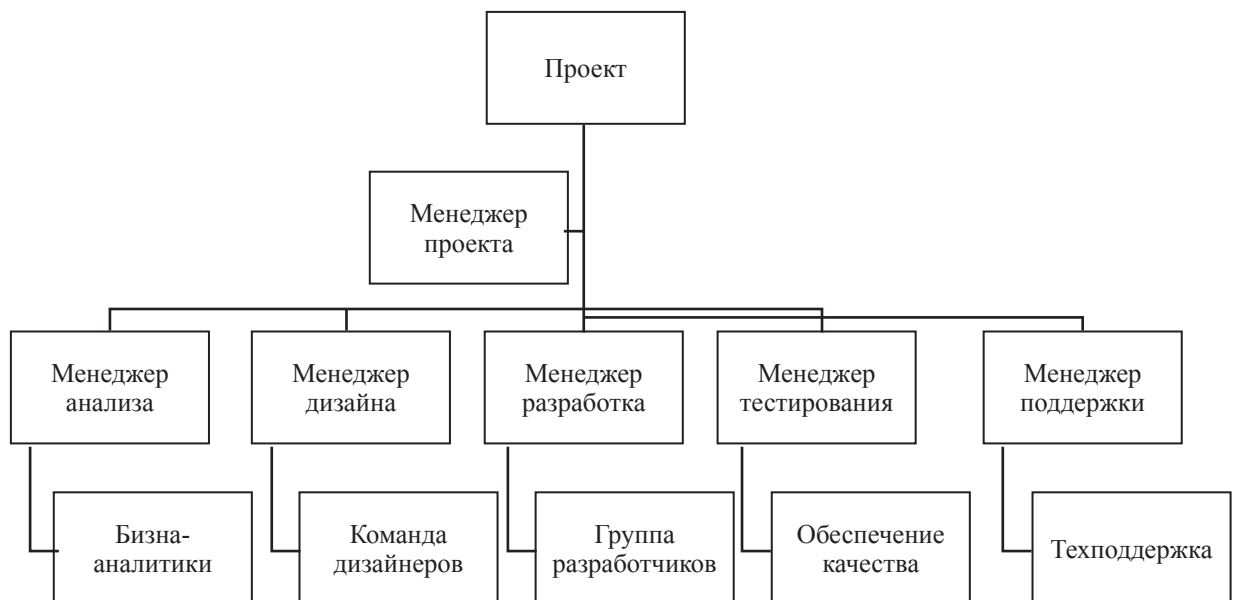 Проект
Менеджер
проекта
Менеджер
анализа
Менеджер
дизайна
Менеджер
разработка
Менеджер
тестирования
Менеджер
поддержки
Бизна-
аналитики
Команда
дизайнеров
Группа
разработчиков
Обеспечение
качества
Техподдержка